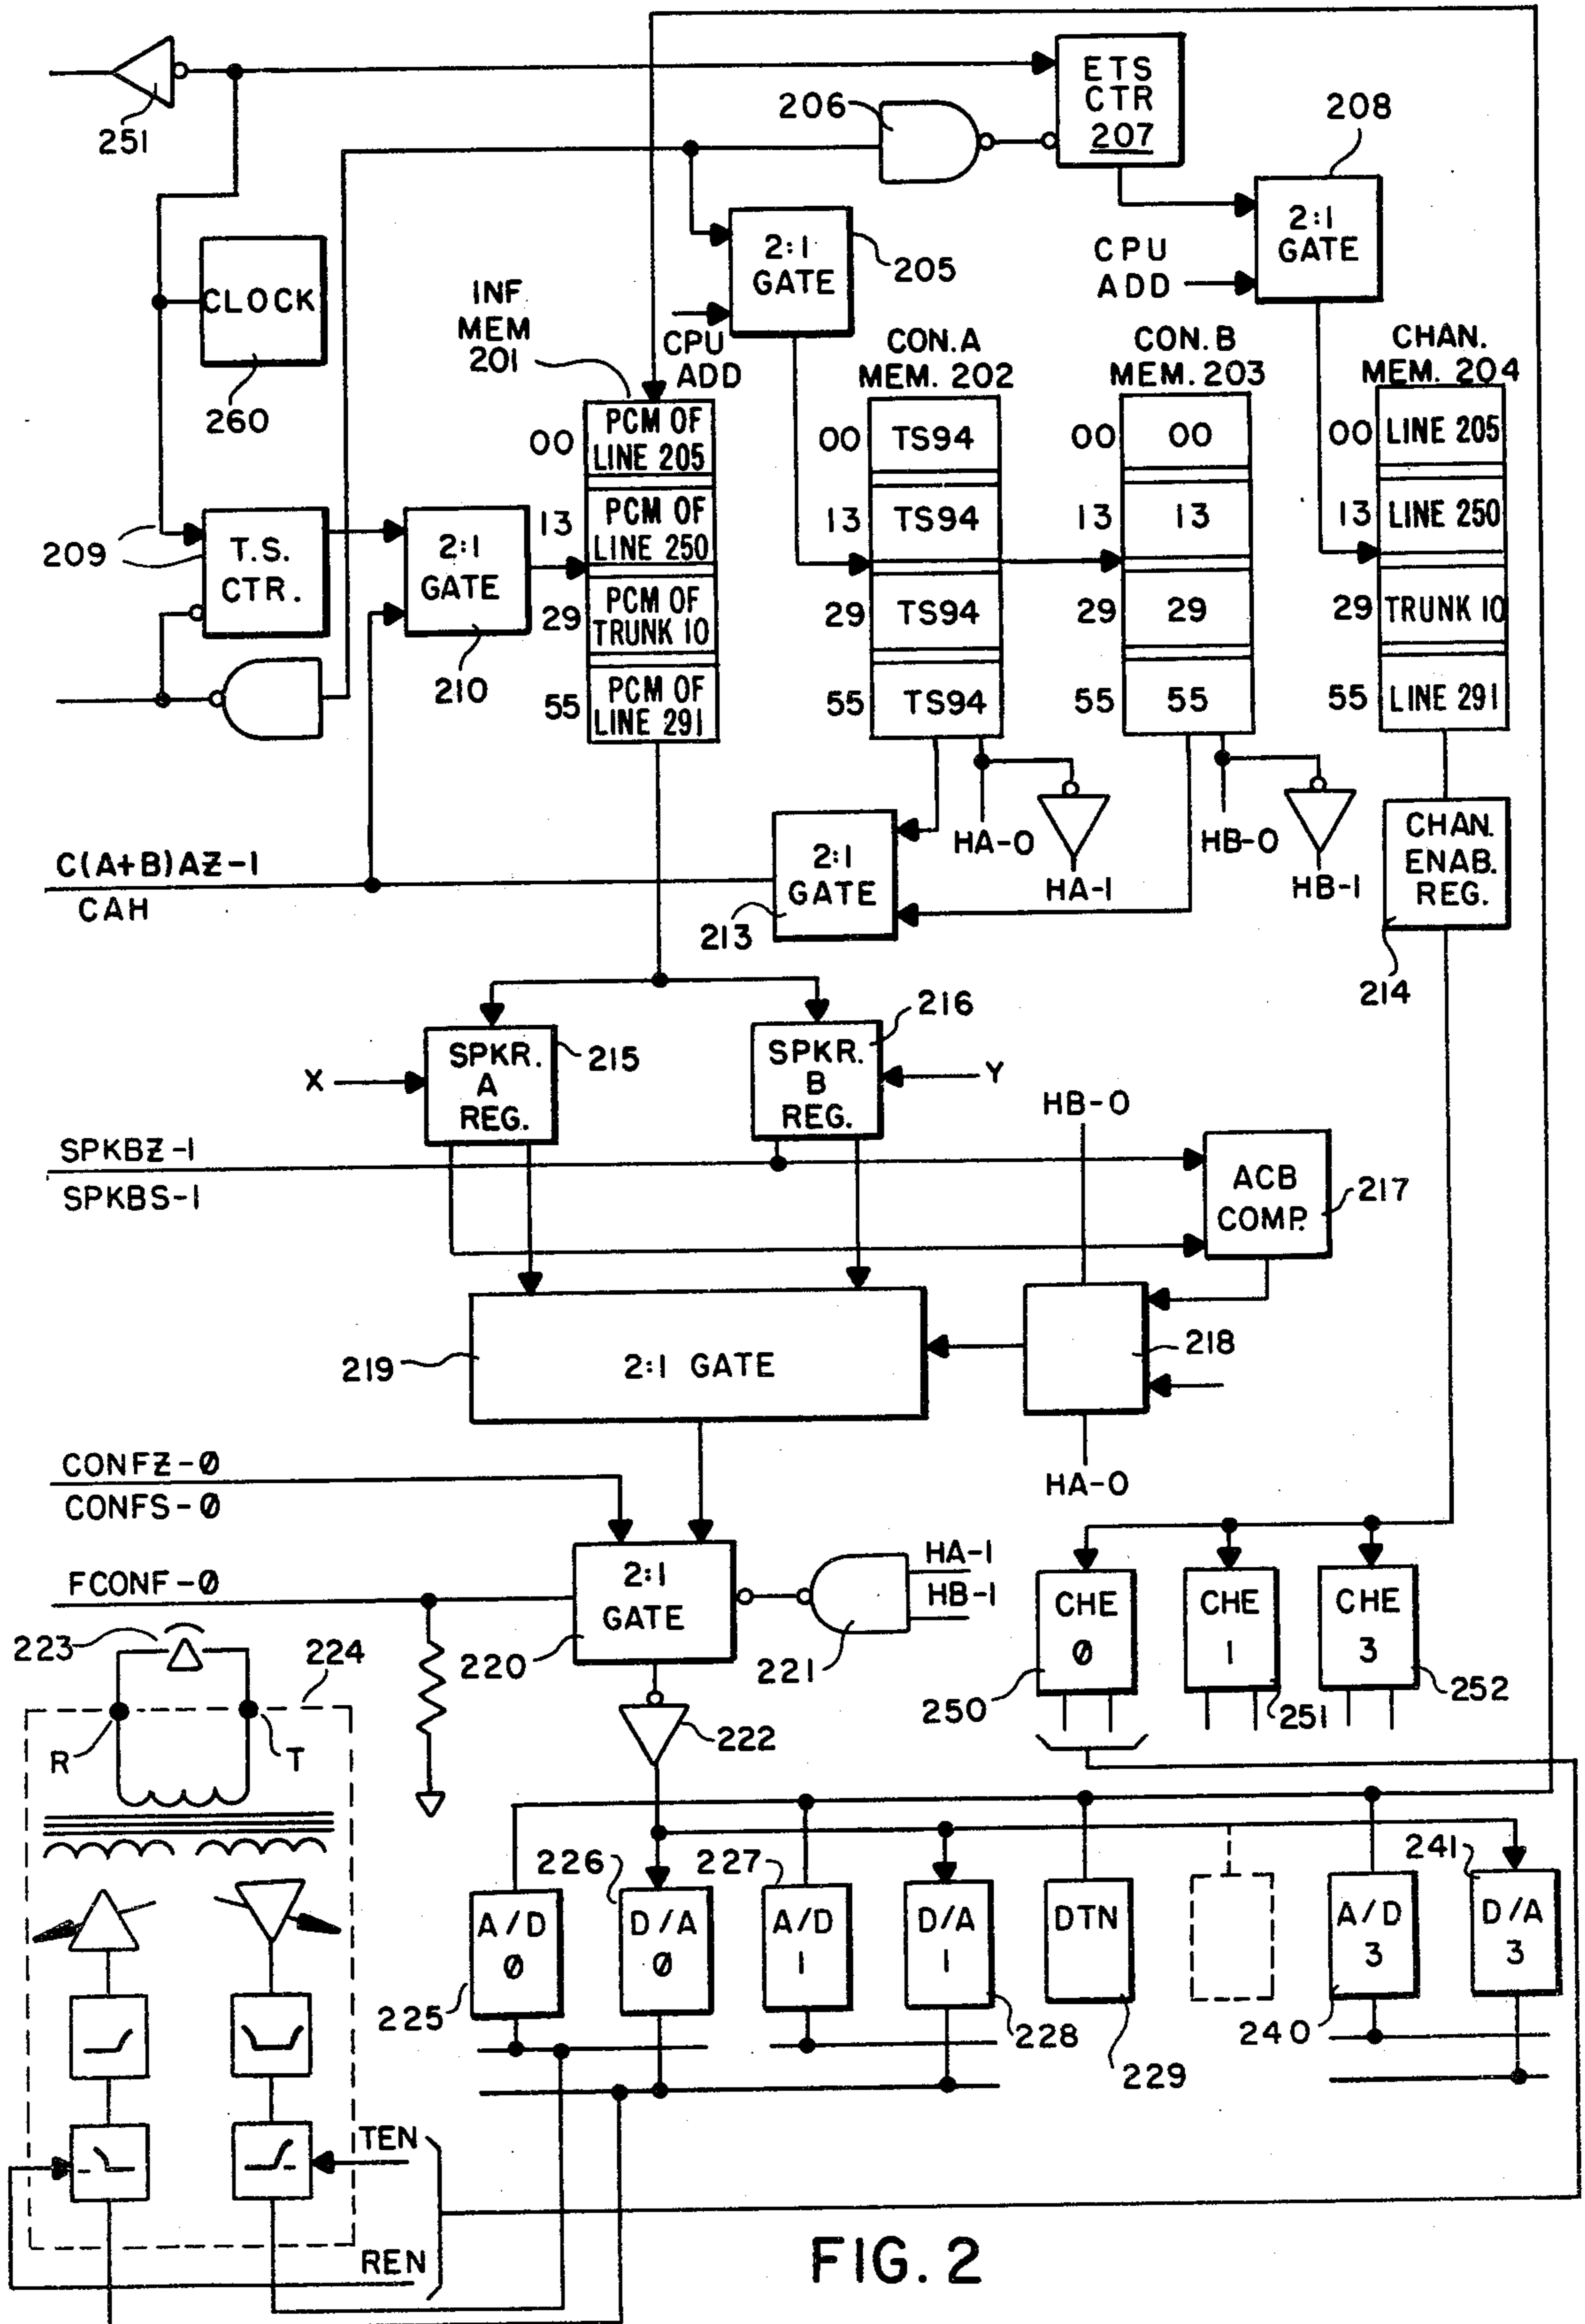 251
ETS
CTR
207
206
208
2:1
GATE
CPU
ADD
2:1
GATE
205
CPU
ADD
CLOCK
260
INF
MEM
201
CON.A
MEM. 202
CON. B
MEM. 203
CHAN.
MEM. 204
00
PCM OF
LINE 205
13
PCM OF
LINE 250
29
PCM OF
TRUNK 10
55
PCM OF
LINE 291
00 TS94
13 TS94
29 TS94
55 TS94
00 00
13 13
29 29
55 55
00 LINE 205
13 LINE 250
29 TRUNK 10
55 LINE 291
209
T.S.
CTR.
2:1
GATE
210
C(A+B)AZ-1
CAH
2:1
GATE
213
HA-0
HA-1
HB-0
HB-1
CHAN.
ENAB.
REG.
214
X
SPKR.
A
REG.
215
SPKR.
B
REG.
216
Y
SPKBZ-1
SPKBS-1
HB-0
ACB
COMP.
217
219
2:1 GATE
218
HA-0
CONFZ-0
CONFS-0
FCONF-0
2:1
GATE
220
HA-1
HB-1
221
222
CHE
0
250
CHE
1
251
CHE
3
252
223
224
R
T
A/D
0
225
226
D/A
0
227
A/D
1
D/A
1
228
DTN
229
A/D
3
240
241
D/A
3
TEN
REN
FIG. 2